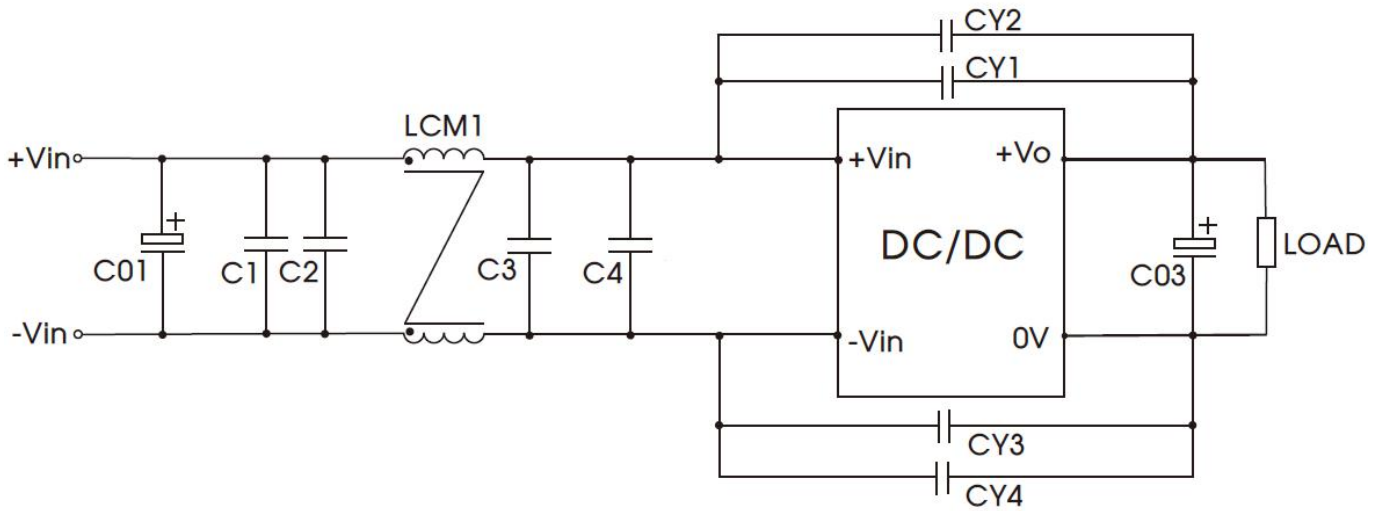 CY2
CY1
LCM1
+Vin
+Vin
+Vo
+
+
C01
C1
C2
C3
C4
DC/DC
C03
LOAD
-Vin
-Vin
0V
CY3
CY4